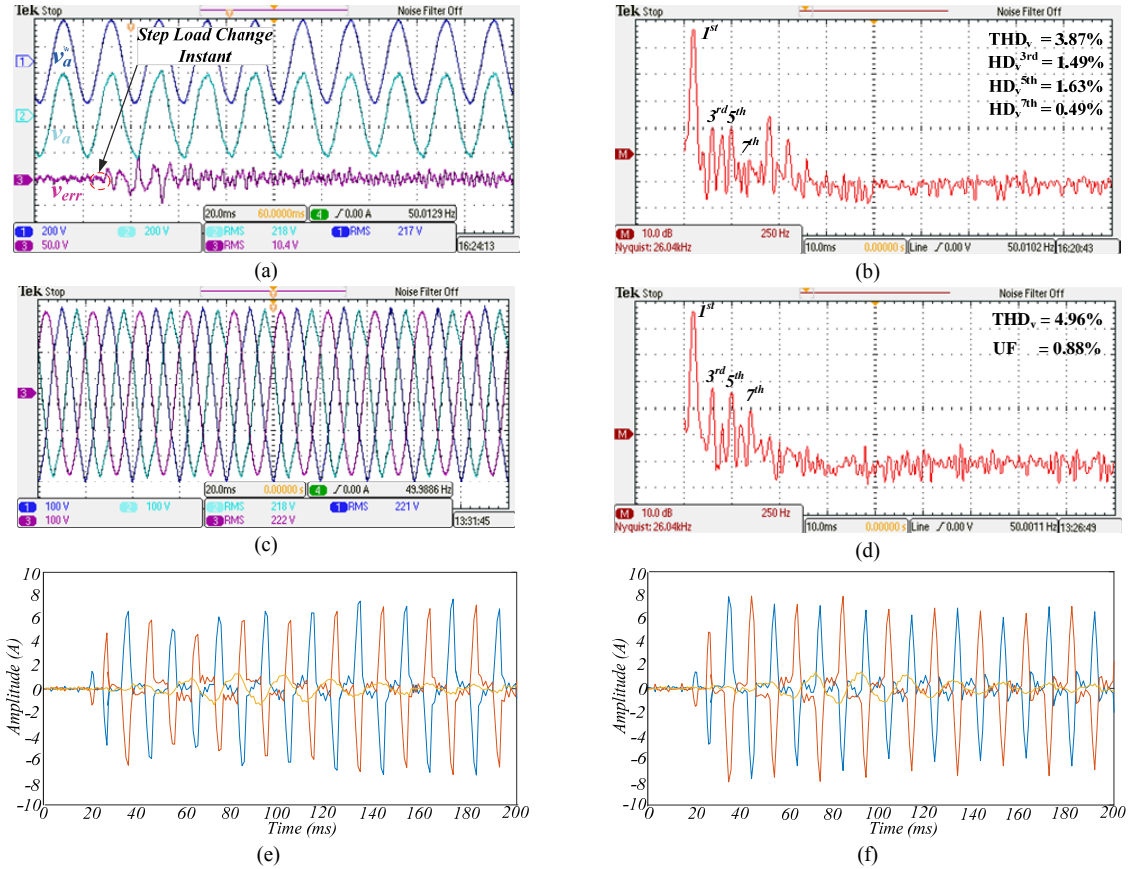 Tek Stop Noise Filter Off
Step Load Change
Instant
v_a^w
v_a
v_err
1
2
3
20.0ms 60.0000ms 4 0.00 A 50.0129 Hz
1 200 V 2 200 V 2 RMS 218 V 1 RMS 217 V
3 50.0 V 3 RMS 10.4 V 16:24:13
(a)
Tek Stop Noise Filter Off
1st
THDv = 3.87%
HDv3rd = 1.49%
HDv5th = 1.63%
HDv7th = 0.49%
3rd 5th
7th
M
M 10.0 dB 250 Hz
Nyquist: 26.04kHz 10.0ms 0.00000 s Line 0.00 V 50.0102 Hz 16:20:43
(b)
Tek Stop Noise Filter Off
3
20.0ms 0.00000 s 4 0.00 A 49.9886 Hz
1 100 V 2 100 V 2 RMS 218 V 1 RMS 221 V
3 100 V 3 RMS 222 V 13:31:45
(c)
Tek Stop Noise Filter Off
1st
THDv = 4.96%
UF = 0.88%
3rd 5th
7th
M
M 10.0 dB 250 Hz
Nyquist: 26.04kHz 10.0ms 0.00000 s Line 0.00 V 50.0011 Hz 13:26:49
(d)
10
8
6
4
2
0
-2
-4
-6
-8
-10
Amplitude (A)
0 20 40 60 80 100 120 140 160 180 200
Time (ms)
(e)
10
8
6
4
2
0
-2
-4
-6
-8
-10
Amplitude (A)
0 20 40 60 80 100 120 140 160 180 200
Time (ms)
(f)